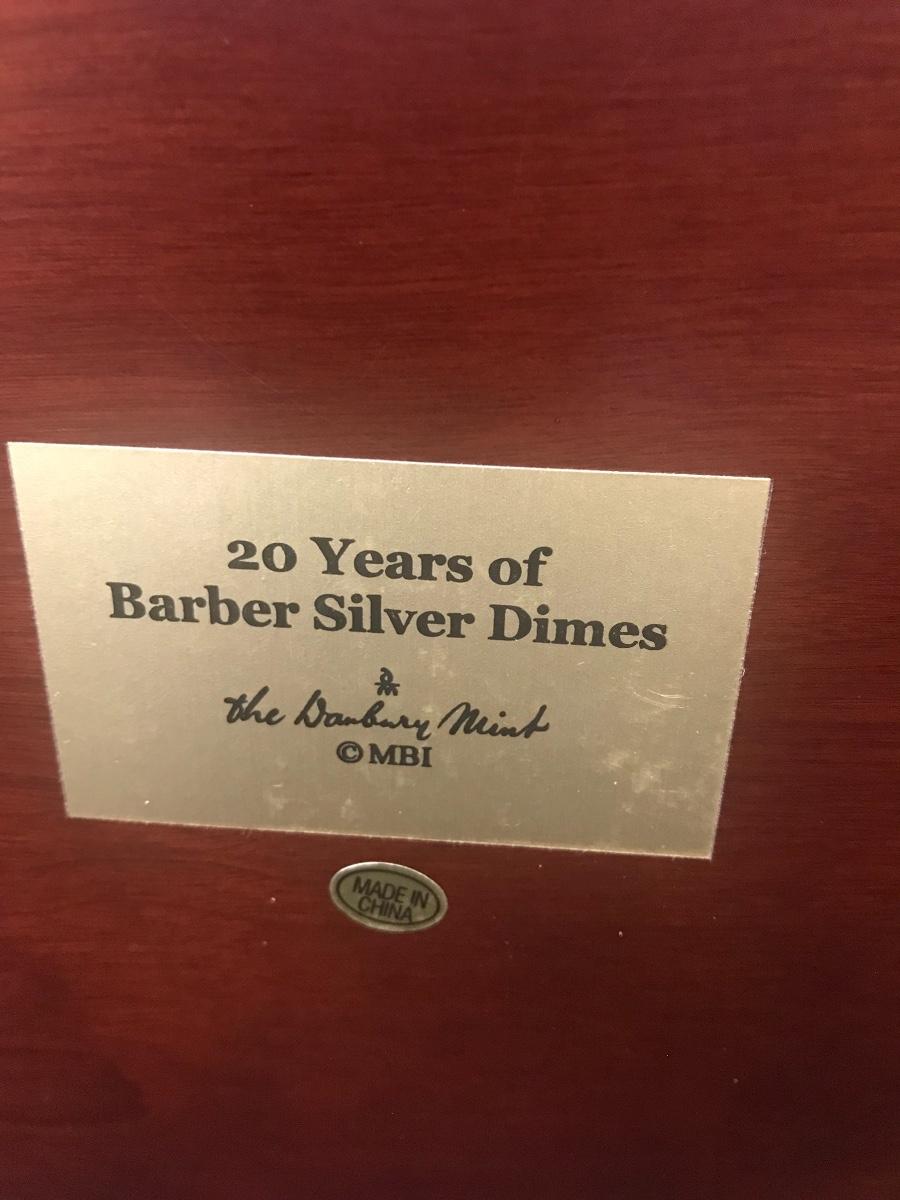 20 Years of
Barber Silver Dimes
the Danbury Mint
© MBI
MADE IN
CHINA